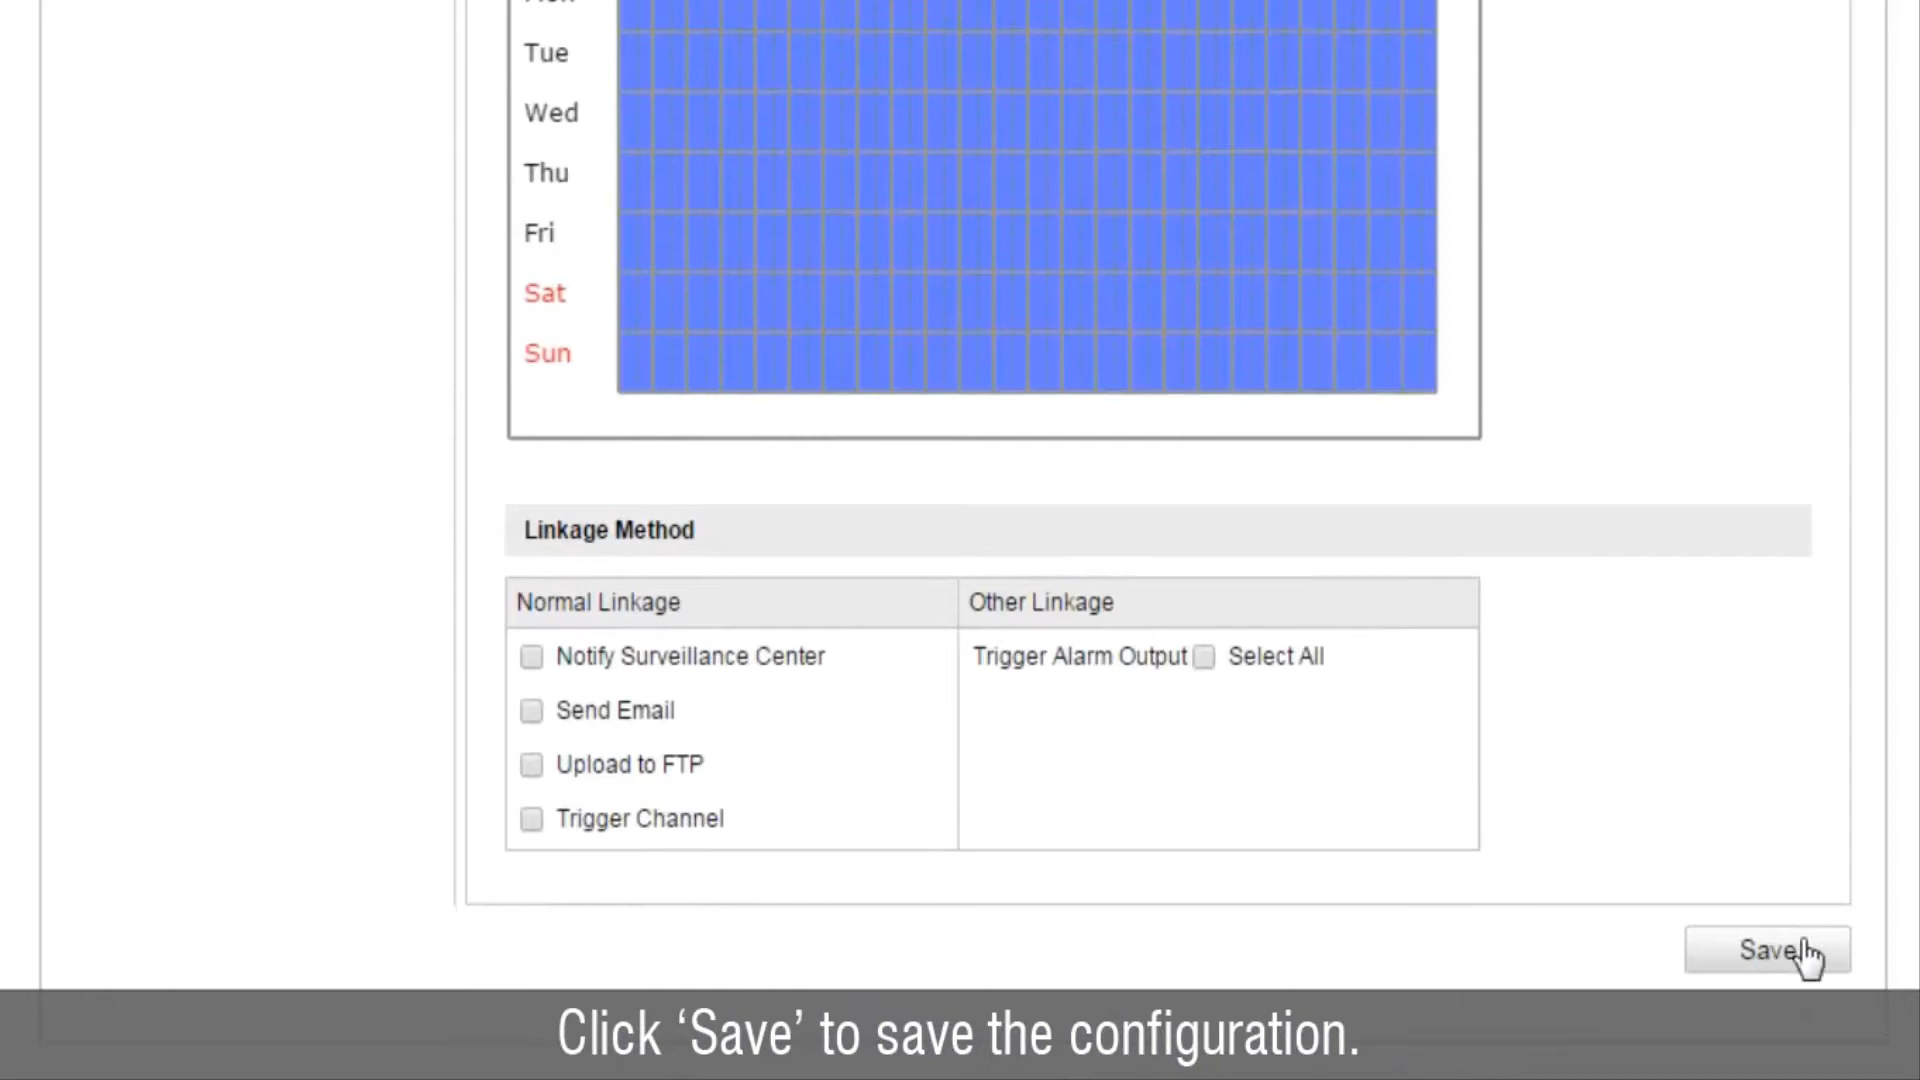 Mon
Tue
Wed
Thu
Fri
Sat
Sun
Linkage Method
Normal Linkage
Other Linkage
Notify Surveillance Center
Trigger Alarm Output Select All
Send Email
Upload to FTP
Trigger Channel
Save
Click ‘Save’ to save the configuration.